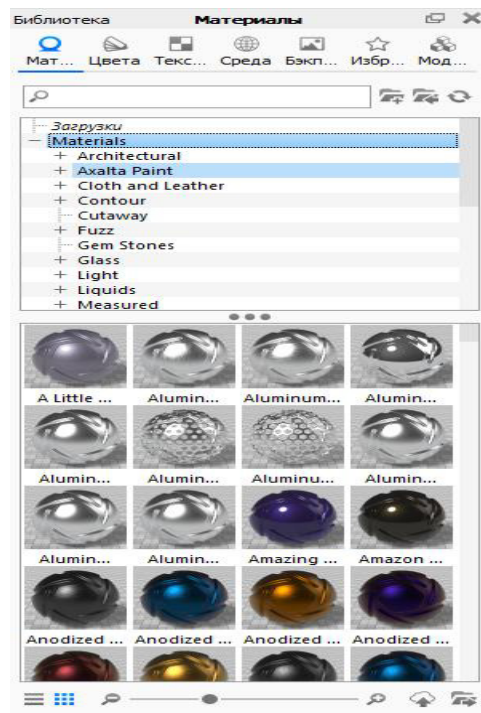 Библиотека Материалы
Мат... Цвета Текс... Среда Бэкп... Избр... Мод...
Загрузки
Materials
Architectural
Axalta Paint
Cloth and Leather
Contour
Cutaway
Fuzz
Gem Stones
Glass
Light
Liquids
Measured
A Little ... Alumin... Aluminum... Alumin...
Alumin... Alumin... Aluminu... Alumin...
Alumin... Alumin... Amazing ... Amazon ...
Anodized ... Anodized ... Anodized ... Anodized ...